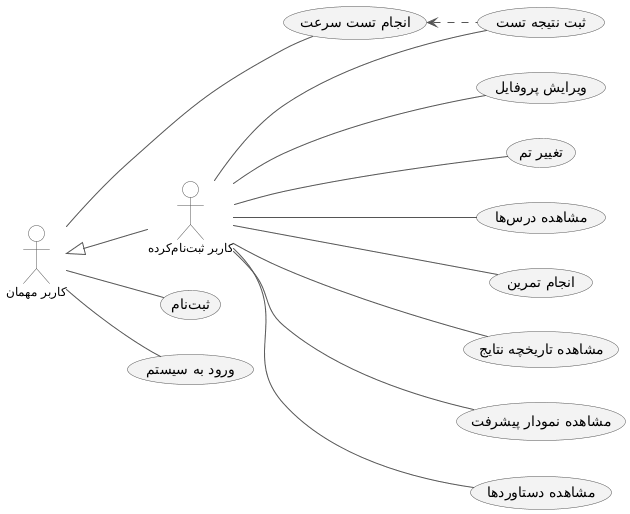 انجام تست سرعت
ثبت نتیجه تست
ویرایش پروفایل
تغییر تم
مشاهده درس‌ها
کاربر ثبت‌نام‌کرده
انجام تمرین
کاربر مهمان
ثبت‌نام
مشاهده تاریخچه نتایج
ورود به سیستم
مشاهده نمودار پیشرفت
مشاهده دستاوردها